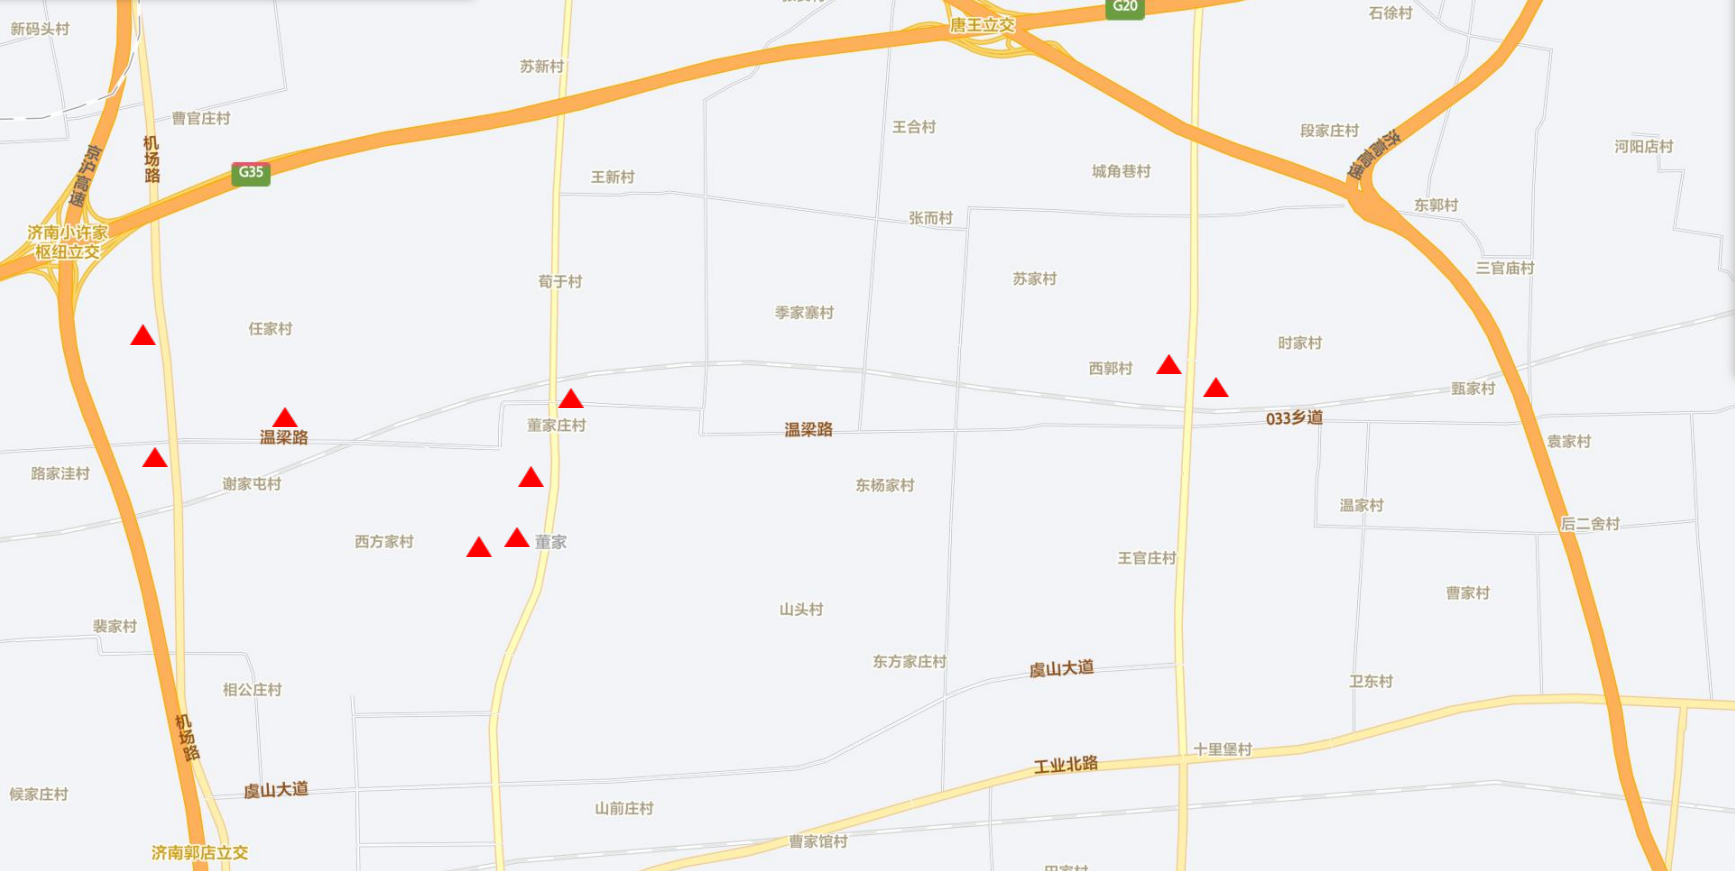 G20
石徐村
唐王立交
新码头村
苏新村
曹官庄村
王合村
段家庄村
济高高速
河阳店村
机场路
京沪高速
G35
王新村
城角巷村
东郭村
张而村
济南小许家
枢纽立交
三官庙村
苏家村
荀于村
季家寨村
任家村
时家村
西郭村
甄家村
033乡道
董家庄村
温梁路
温梁路
袁家村
路家洼村
谢家屯村
东杨家村
温家村
后二舍村
西方家村
董家
王官庄村
曹家村
山头村
裴家村
东方家庄村
虞山大道
卫东村
相公庄村
机场路
十里堡村
工业北路
虞山大道
候家庄村
山前庄村
曹家馆村
济南郭店立交